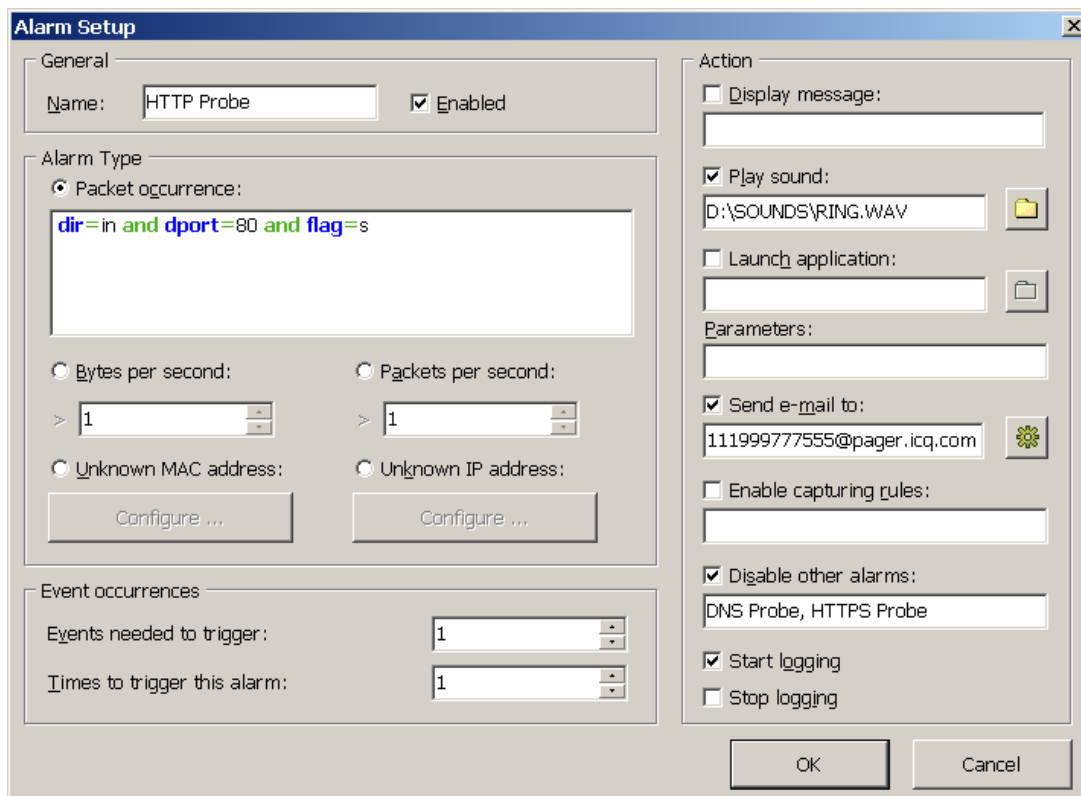 Alarm Setup
General
Name: HTTP Probe Enabled
Alarm Type
Packet occurrence:
dir=in and dport=80 and flag=s
Bytes per second: Packets per second:
> 1 > 1
Unknown MAC address: Unknown IP address:
Configure ... Configure ...
Event occurrences
Events needed to trigger: 1
Times to trigger this alarm: 1
Action
Display message:
Play sound:
D:\SOUNDS\RING.WAV
Launch application:
Parameters:
Send e-mail to:
111999777555@pager.icq.com
Enable capturing rules:
Disable other alarms:
DNS Probe, HTTPS Probe
Start logging
Stop logging
OK Cancel